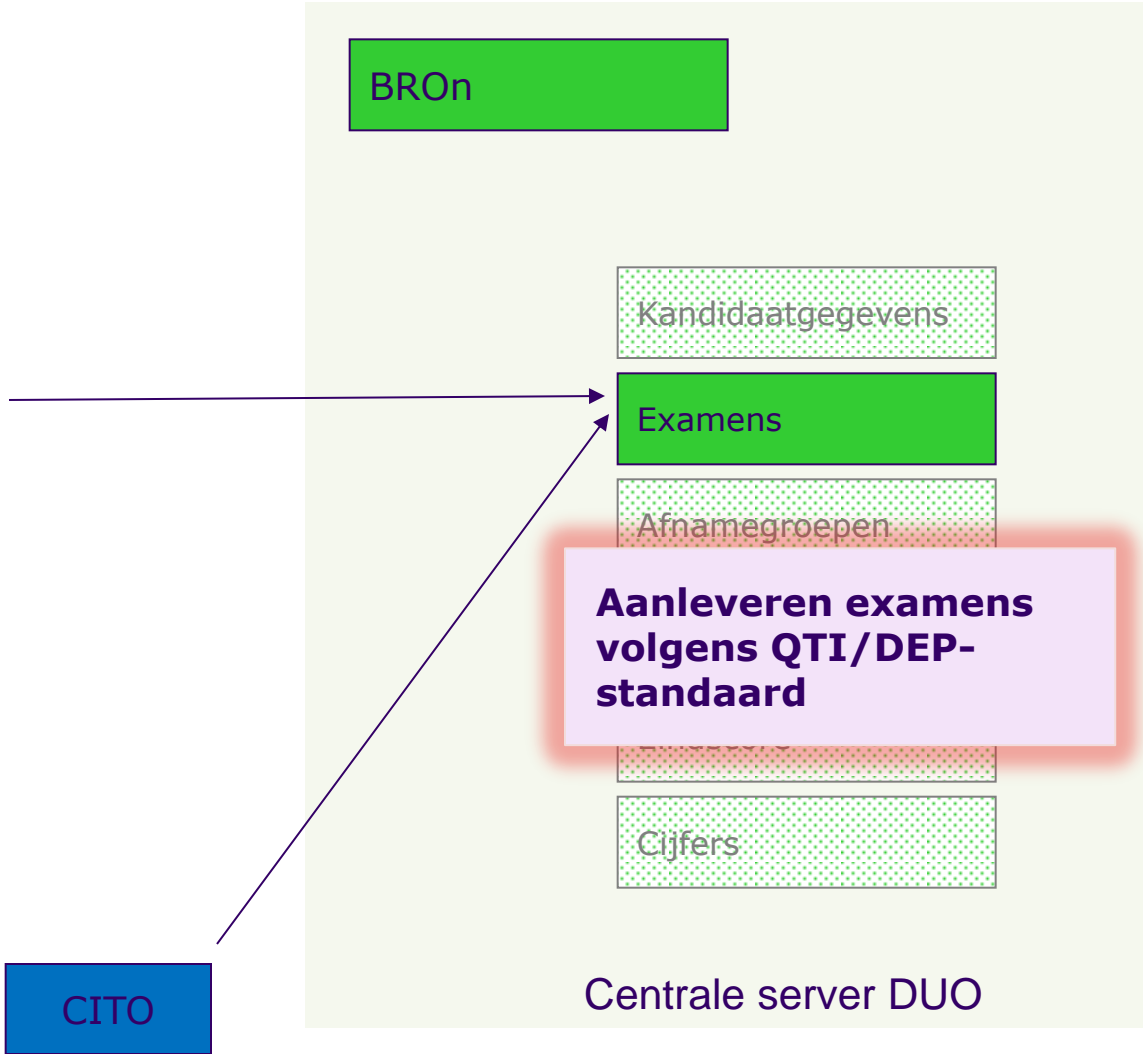 BROn
Kandidaatgegevens
Examens
Afnamegroepen
Aanleveren examens
volgens QTI/DEP-
standaard
Cijfers
Centrale server DUO
CITO